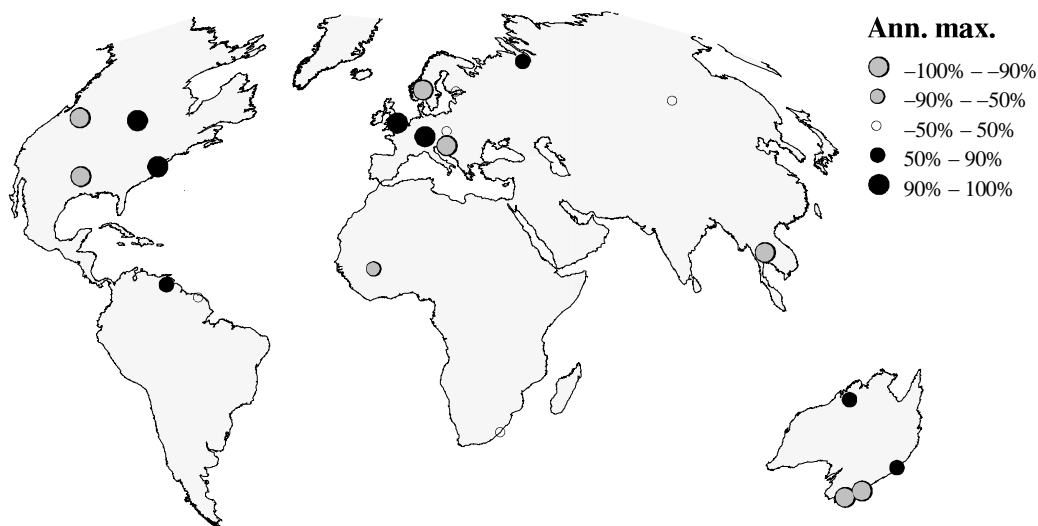 Ann. max.
–100% – –90%
–90% – –50%
–50% – 50%
50% – 90%
90% – 100%